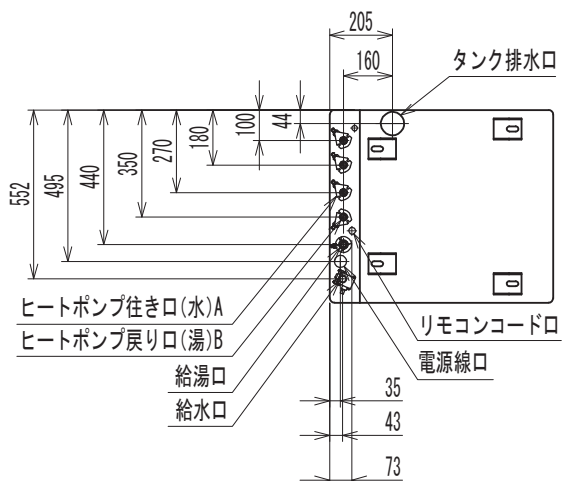 205
160
タンク排水口
44
100
180
270
350
440
495
552
ヒートポンプ往き口(水)A
ヒートポンプ戻り口(湯)B
給湯口
給水口
リモコンコード口
電源線口
35
43
73